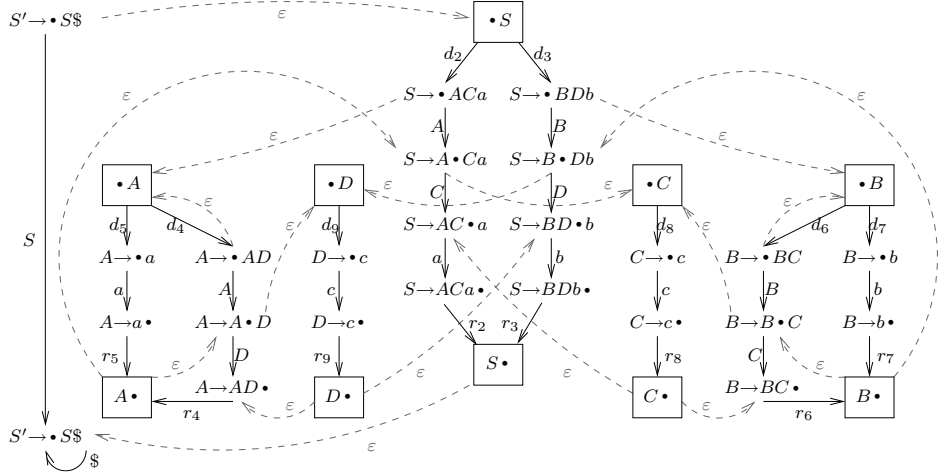 S′→•S$ ε •S
d2 d3
ε S→•ACa S→•BDb ε
ε A B ε
S→A•Ca S→B•Db
•A •D ε C D ε •C •B
ε ε ε ε
d5 d4 d9 S→AC•a S→BD•b d8 d6 d7
S
A→•a A→•AD D→•c a b C→•c B→•BC B→•b
a A c S→ACa• S→BDb• c B b
A→a• A→A•D D→c• r2 r3 C→c• B→B•C B→b•
r5 ε D r9 S• r8 C ε r7
A• A→AD• ε D• ε ε C• ε B→BC• B•
r4 r6
S′→•S$ ε
$